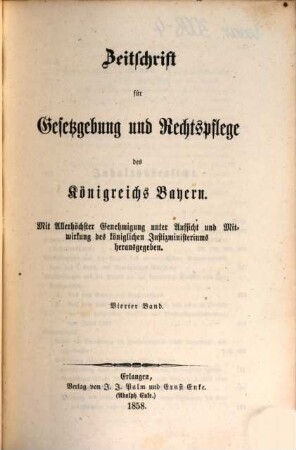 Zeitschrift
für
Gesetzgebung und Rechtspflege
des
Königreichs Bayern.
Mit Allerhöchster Genehmigung unter Aufsicht und Mit-
wirkung des königlichen Justizministeriums
herausgegeben.
Vierter Band.
Erlangen,
Verlag von J. J. Palm und Ernst Enke.
(Adolph Enke.)
1858.